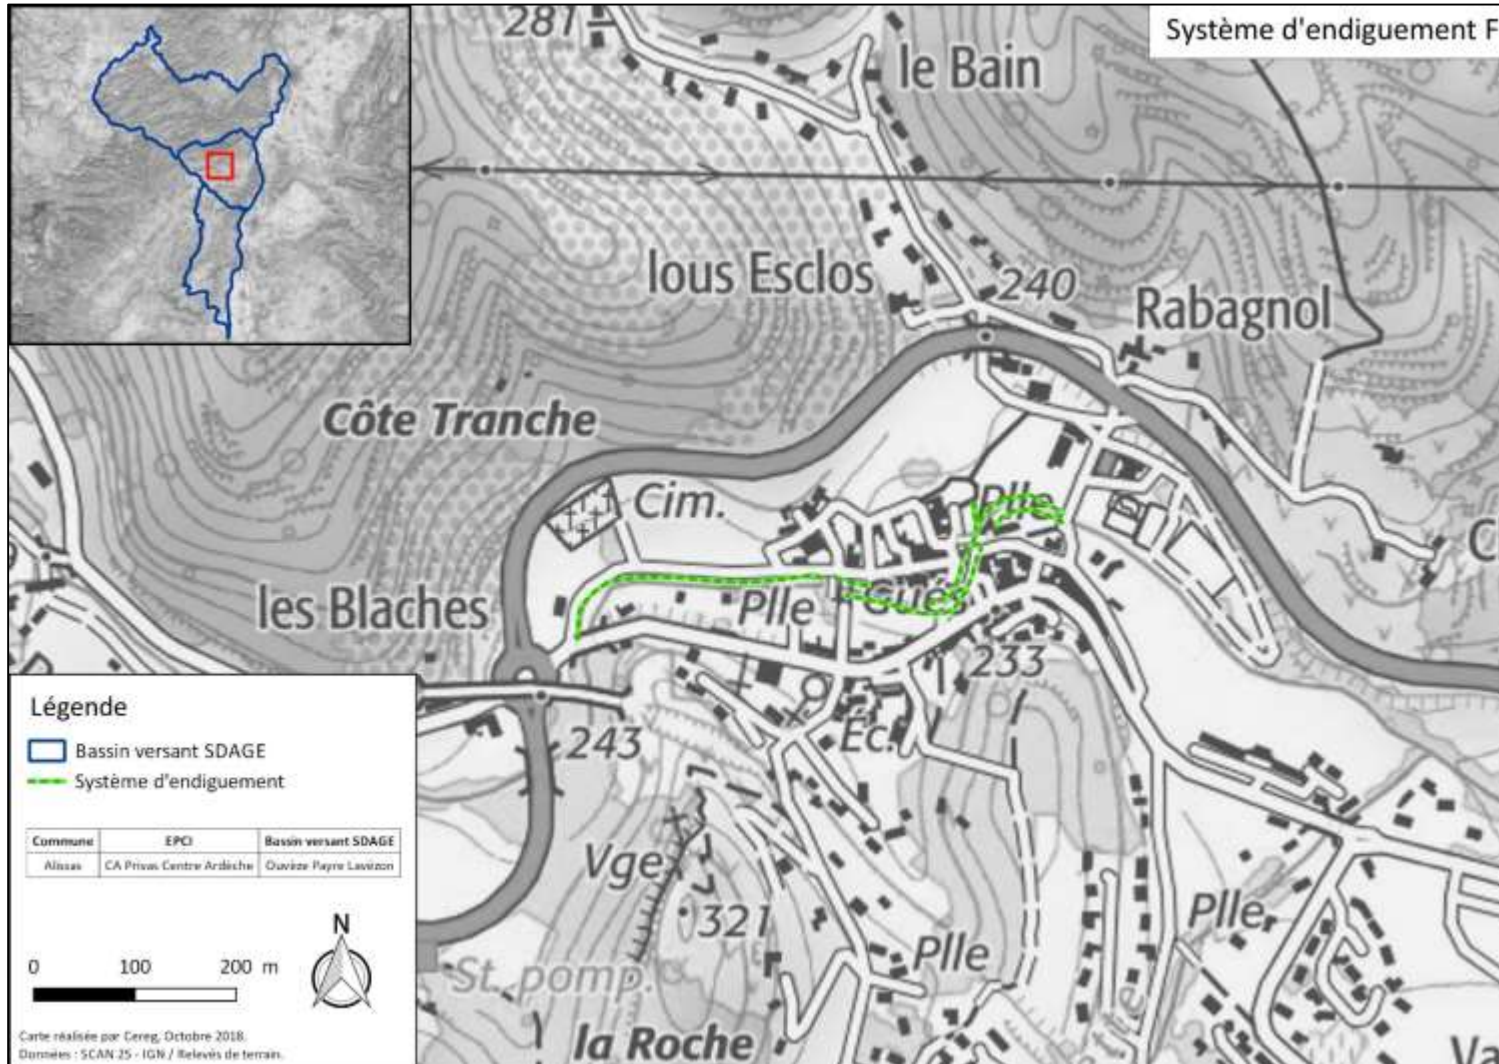 Système d'endiguement F
281
le Bain
lous Esclos
240
Rabagnol
Côte Tranche
Cim.
Plle
les Blaches
Plle
Gué
233
243
Éc.
Vge
321
Plle
Plle
St. pomp.
la Roche
Légende
Bassin versant SDAGE
Système d'endiguement
Commune EPCI Bassin versant SDAGE
Alissas CA Privas Centre Ardèche Ouvèze Payre Lavézon
N
0 100 200 m
Carte réalisée par Cereg, Octobre 2018.
Données : SCAN 25 - IGN / Relevés de terrain.